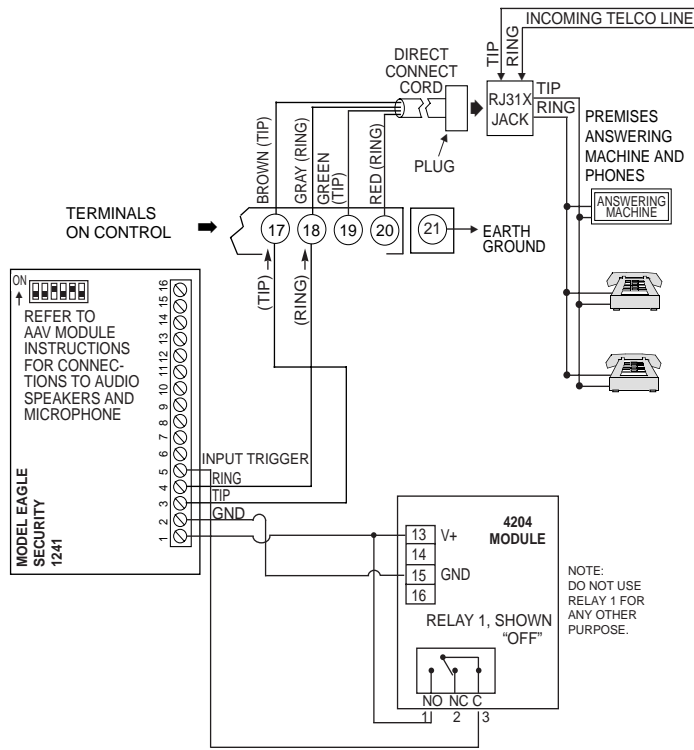 INCOMING TELCO LINE
TIP
RING
DIRECT
CONNECT
CORD
RJ31X
JACK
TIP
RING
PLUG
PREMISES
ANSWERING
MACHINE AND
PHONES
ANSWERING
MACHINE
BROWN (TIP)
GRAY (RING)
GREEN
(TIP)
RED (RING)
TERMINALS
ON CONTROL
17
18
19
20
21
EARTH
GROUND
(TIP)
(RING)
ON
REFER TO
AAV MODULE
INSTRUCTIONS
FOR CONNEC-
TIONS TO AUDIO
SPEAKERS AND
MICROPHONE
MODEL EAGLE
SECURITY
1241
16
15
14
13
12
11
10
9
8
7
6
5
4
3
2
1
INPUT TRIGGER
RING
TIP
GND
4204
MODULE
13 V+
14
15 GND
16
RELAY 1, SHOWN
“OFF”
NO NC C
1 2 3
NOTE:
DO NOT USE
RELAY 1 FOR
ANY OTHER
PURPOSE.